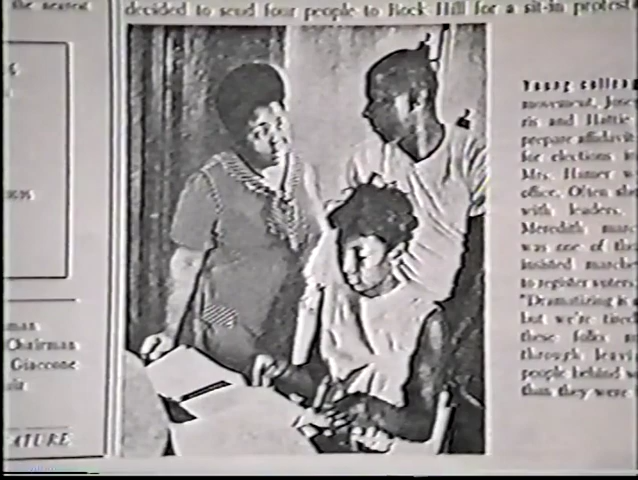 the nearest
decided to send four people to Rock Hill for a sit-in protest
man
Chairman
Giaccone
air
ATURE
Young
movement, Jose
ris and Hattie
prepare affidavit
for elections in
Mrs. Hamer w
office. Often she
with leaders.
Meredith marc
was one of the
insisted marche
to register voters
"Dramatizing is
but we're tired
these folks
through leavi
people behind w
than they were